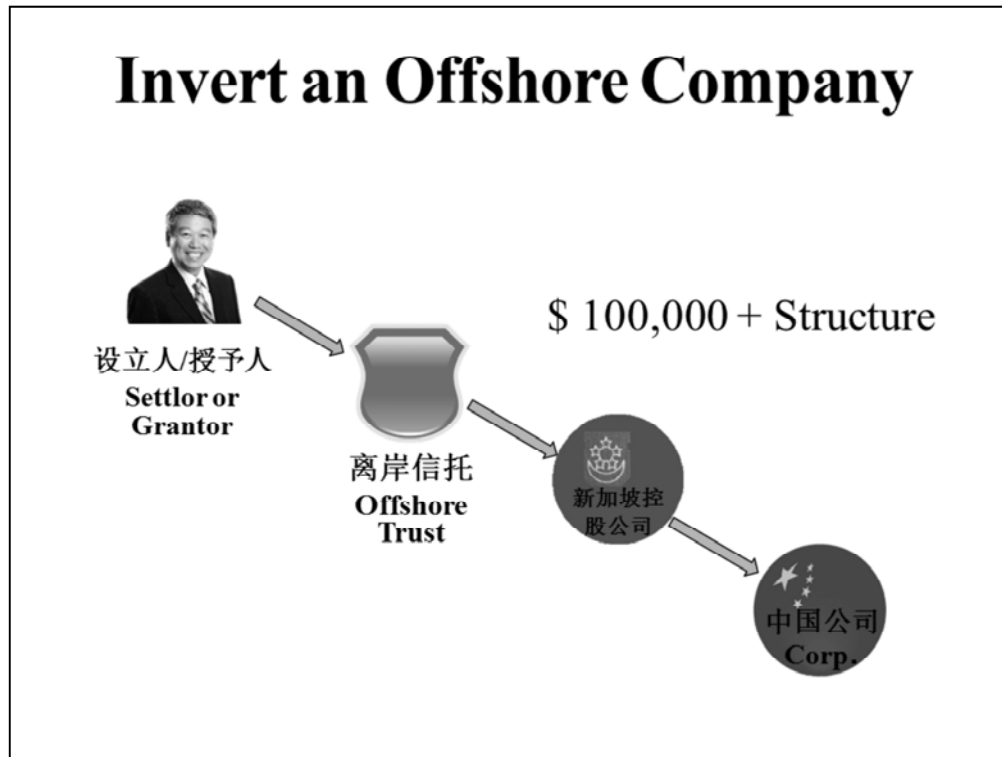 Invert an Offshore Company
$ 100,000 + Structure
设立人/授予人
Settlor or
Grantor
离岸信托
Offshore
Trust
新加坡控
股公司
中国公司
Corp.